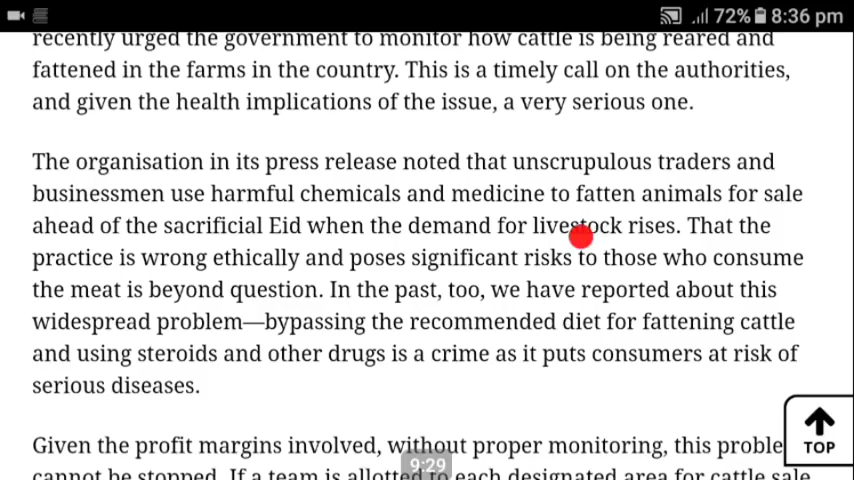 72% 8:36 pm
recently urged the government to monitor how cattle is being reared and
fattened in the farms in the country. This is a timely call on the authorities,
and given the health implications of the issue, a very serious one.
The organisation in its press release noted that unscrupulous traders and
businessmen use harmful chemicals and medicine to fatten animals for sale
ahead of the sacrificial Eid when the demand for livestock rises. That the
practice is wrong ethically and poses significant risks to those who consume
the meat is beyond question. In the past, too, we have reported about this
widespread problem—bypassing the recommended diet for fattening cattle
and using steroids and other drugs is a crime as it puts consumers at risk of
serious diseases.
Given the profit margins involved, without proper monitoring, this proble
TOP
cannot be stopped. If a team is allotted to each designated area for cattle sale
9:29